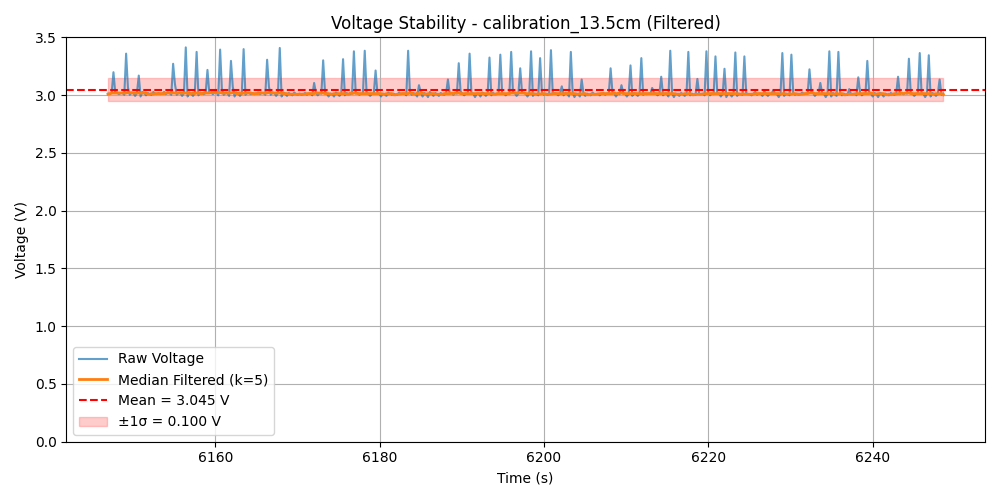 Voltage Stability - calibration_13.5cm (Filtered)
3.5
3.0
2.5
2.0
1.5
1.0
0.5
0.0
Voltage (V)
Raw Voltage
Median Filtered (k=5)
Mean = 3.045 V
±1σ = 0.100 V
6160
6180
6200
6220
6240
Time (s)